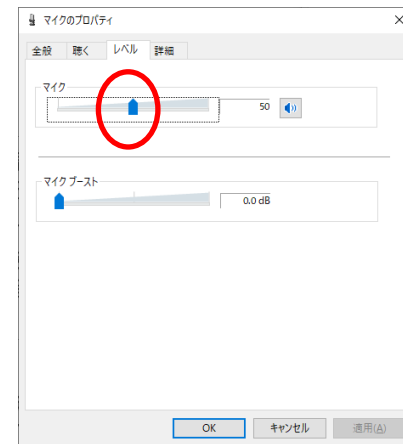 マイクのプロパティ
全般 聴く レベル 詳細
マイク
50
マイク ブースト
0.0 dB
OK キャンセル 適用(A)